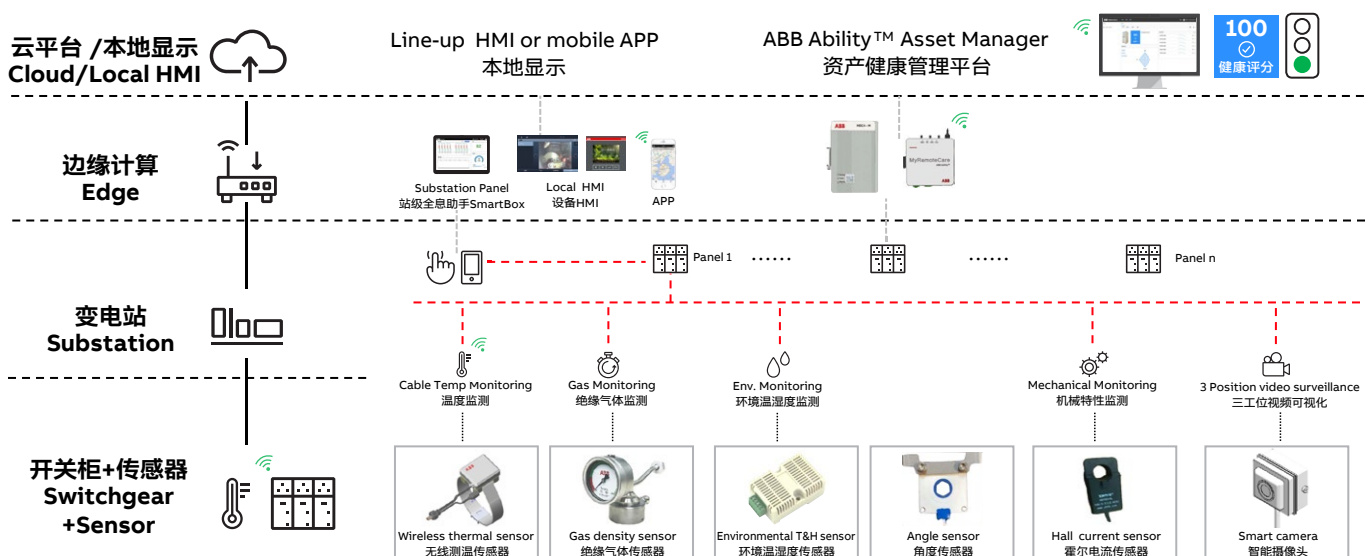 云平台 /本地显示
Cloud/Local HMI
Line-up HMI or mobile APP
本地显示
ABB Ability™ Asset Manager
资产健康管理平台
100
健康评分
边缘计算
Edge
Substation Panel
站级全息助手SmartBox
Local HMI
设备HMI
APP
ABB
MyRemoteCare
ABB
变电站
Substation
Panel 1
......
......
Panel n
Cable Temp Monitoring
温度监测
Gas Monitoring
绝缘气体监测
Env. Monitoring
环境温湿度监测
Mechanical Monitoring
机械特性监测
3 Position video surveillance
三工位视频可视化
开关柜+传感器
Switchgear
+Sensor
ABB
Wireless thermal sensor
无线测温传感器
Gas density sensor
绝缘气体传感器
Environmental T&H sensor
环境温湿度传感器
Angle sensor
角度传感器
Hall current sensor
霍尔电流传感器
Smart camera
智能摄像头